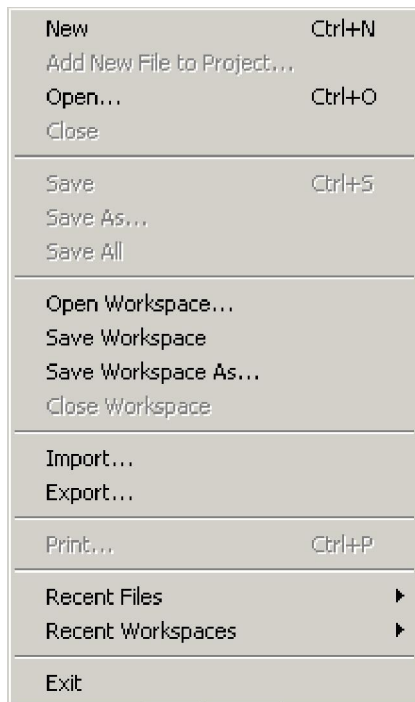 New Ctrl+N
Add New File to Project...
Open... Ctrl+O
Close
Save Ctrl+S
Save As...
Save All
Open Workspace...
Save Workspace
Save Workspace As...
Close Workspace
Import...
Export...
Print... Ctrl+P
Recent Files
Recent Workspaces
Exit